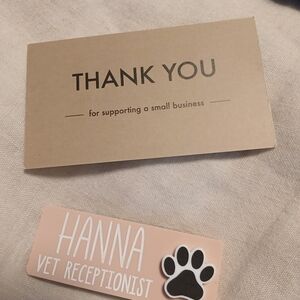 THANK YOU
for supporting a small business
HANNA
VET RECEPTIONIST